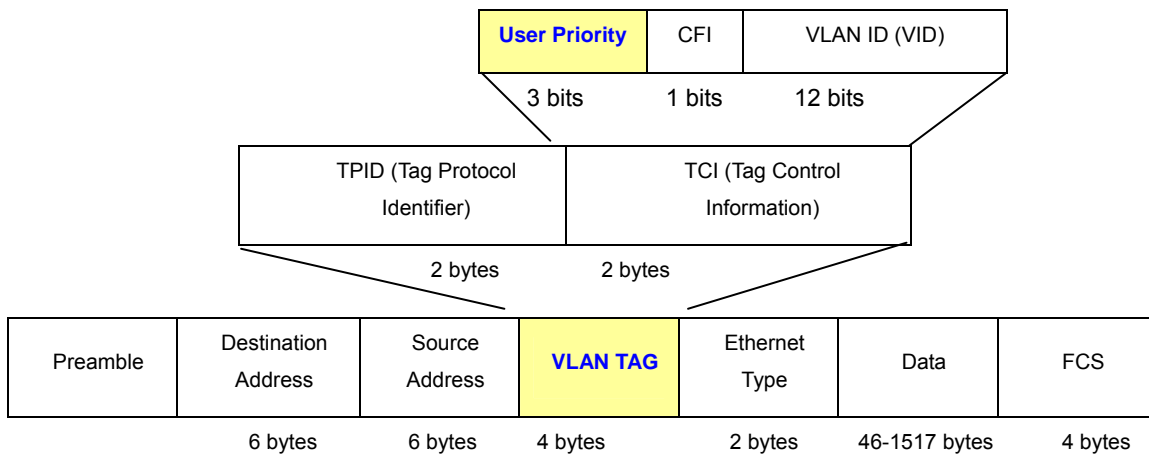 User Priority CFI VLAN ID (VID)
3 bits 1 bits 12 bits
TPID (Tag Protocol Identifier)
TCI (Tag Control Information)
2 bytes 2 bytes
Preamble
Destination Address
Source Address
VLAN TAG
Ethernet Type
Data
FCS
6 bytes 6 bytes 4 bytes 2 bytes 46-1517 bytes 4 bytes